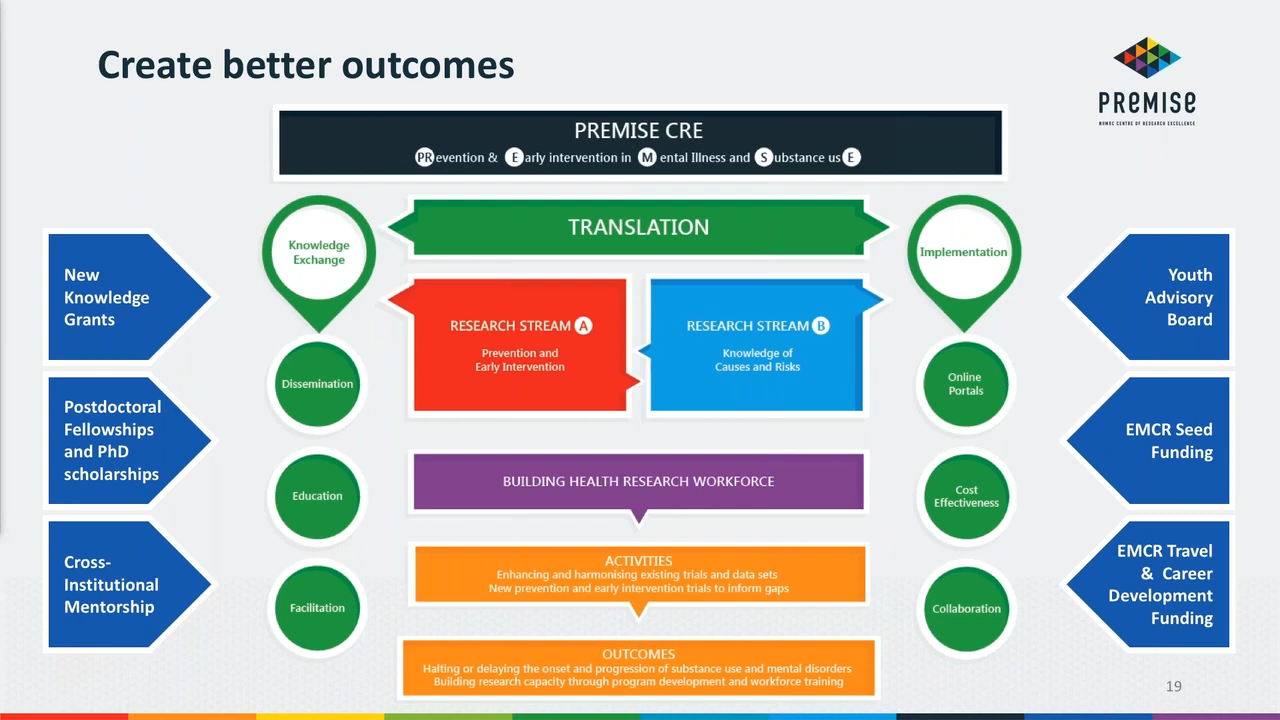 Create better outcomes
PREMISE
NHMRC CENTRE OF RESEARCH EXCELLENCE
PREMISE CRE
PRevention & Early intervention in Mental Illness and Substance usE
Knowledge
Exchange
TRANSLATION
Implementation
New
Knowledge
Grants
RESEARCH STREAM A
Prevention and
Early Intervention
RESEARCH STREAM B
Knowledge of
Causes and Risks
Youth
Advisory
Board
Dissemination
Online
Portals
Postdoctoral
Fellowships
and PhD
scholarships
EMCR Seed
Funding
Education
BUILDING HEALTH RESEARCH WORKFORCE
Cost
Effectiveness
Cross-
Institutional
Mentorship
ACTIVITIES
Enhancing and harmonising existing trials and data sets
New prevention and early intervention trials to inform gaps
EMCR Travel
& Career
Development
Funding
Facilitation
Collaboration
OUTCOMES
Halting or delaying the onset and progression of substance use and mental disorders
Building research capacity through program development and workforce training
19